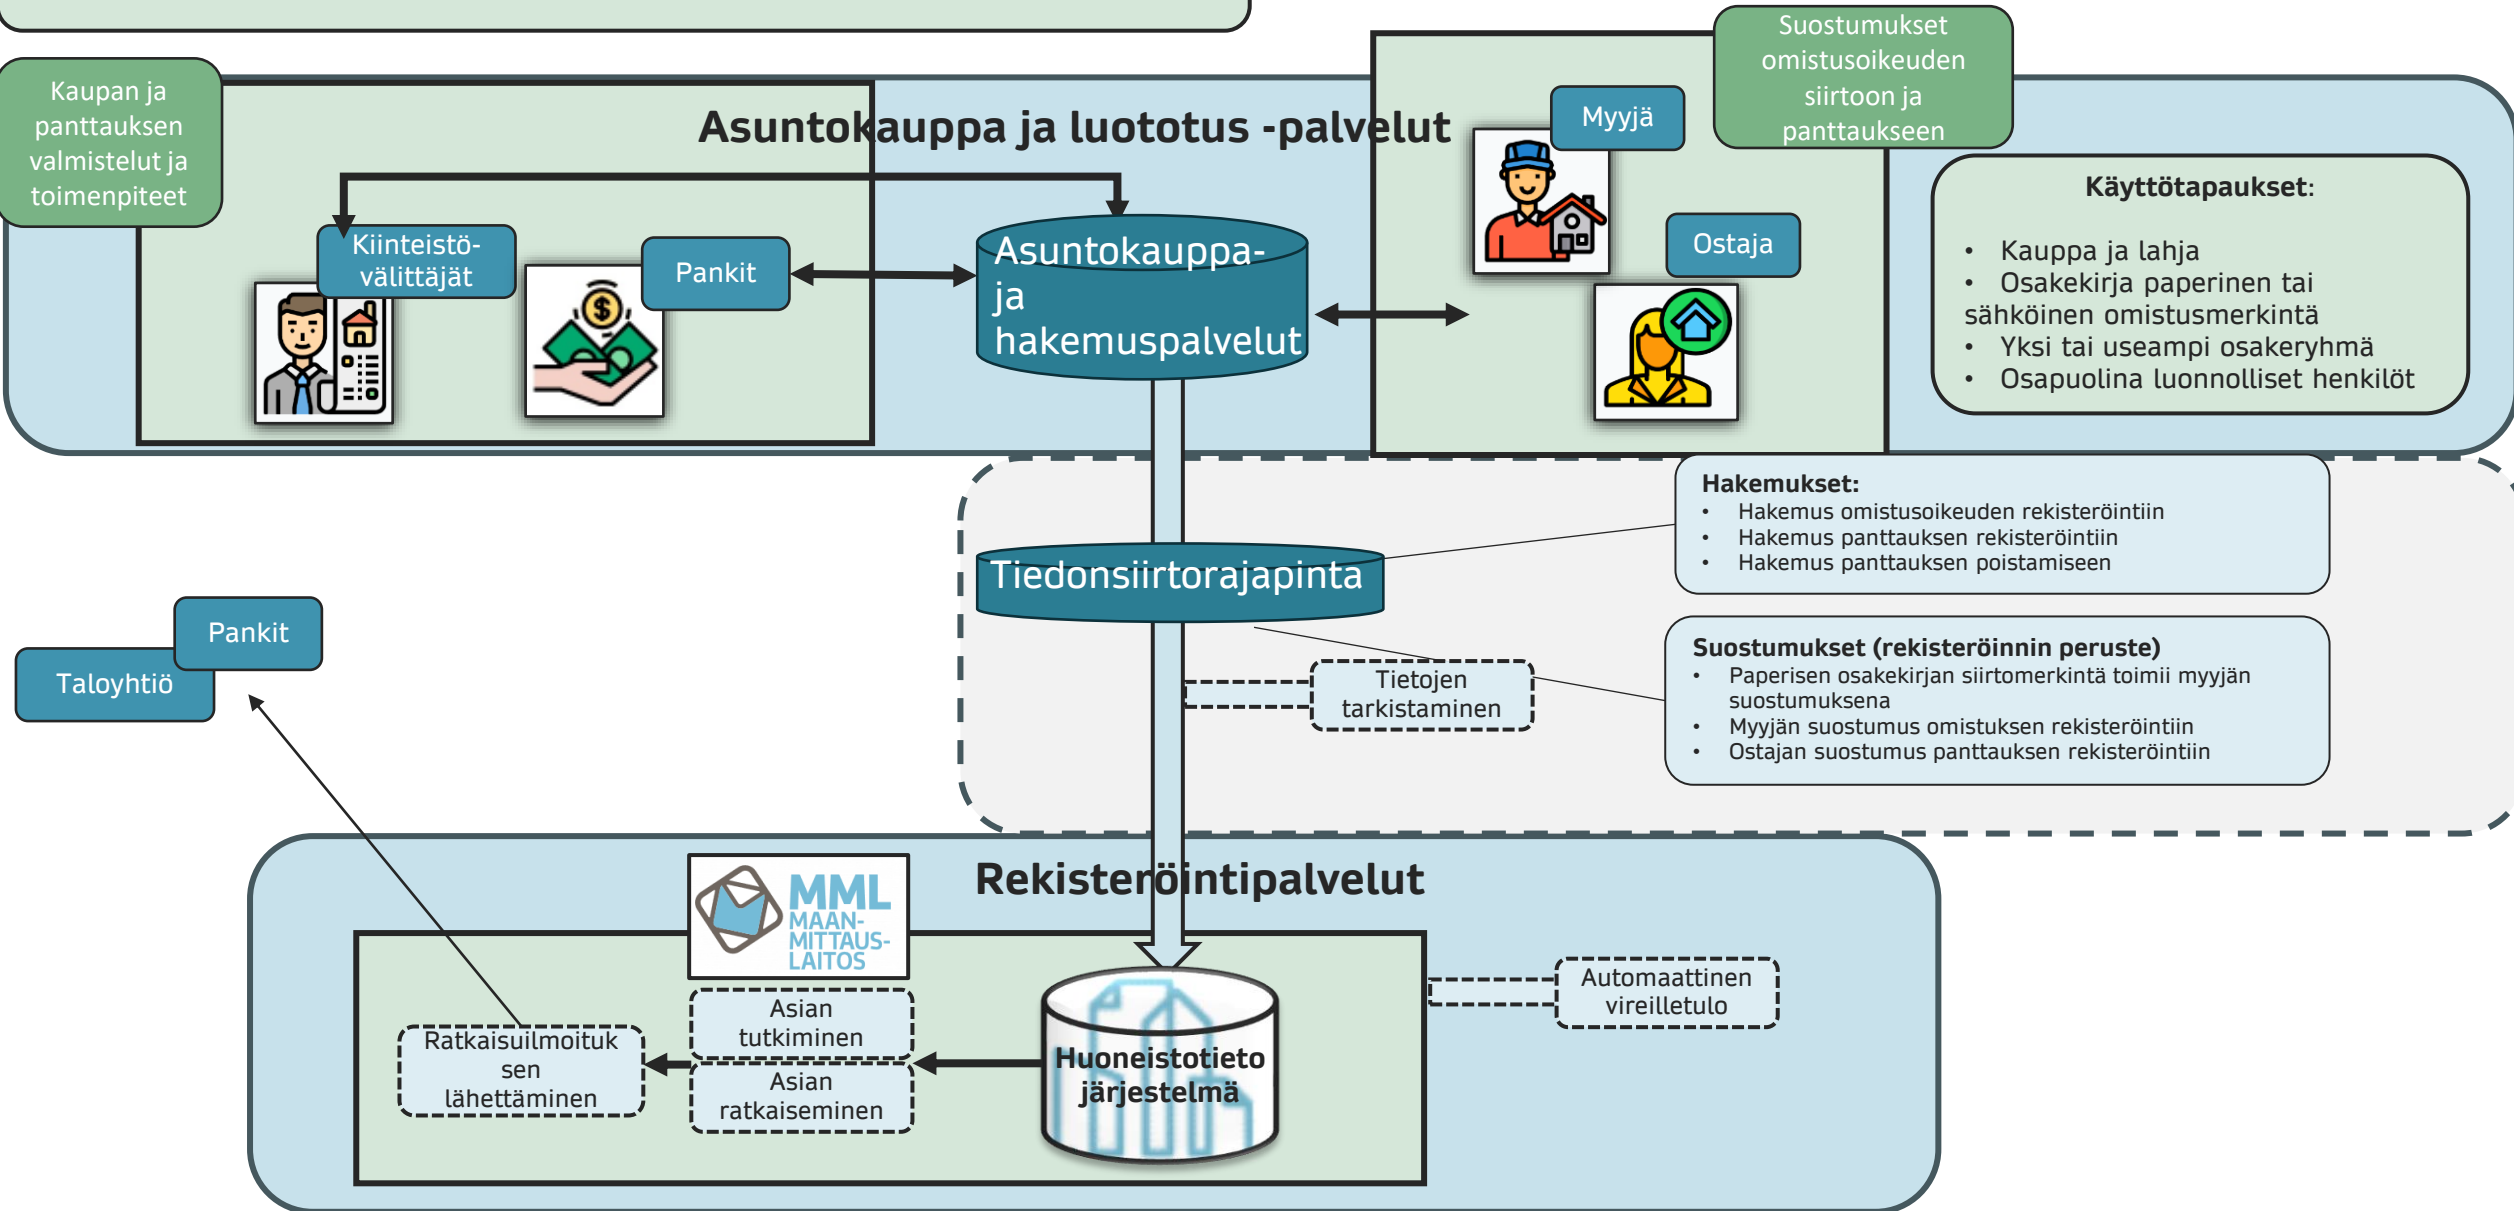 Kaupan ja
panttauksen
valmistelut ja
toimenpiteet
Asuntokauppa ja luototus -palvelut
Suostumukset
omistusoikeuden
siirtoon ja
panttaukseen
Myyjä
Ostaja
Kiinteistö-
välittäjät
Pankit
Asuntokauppa-
ja
hakemuspalvelut
Käyttötapaukset:
• Kauppa ja lahja
• Osakekirja paperinen tai
sähköinen omistusmerkintä
• Yksi tai useampi osakeryhmä
• Osapuolina luonnolliset henkilöt
Hakemukset:
• Hakemus omistusoikeuden rekisteröintiin
• Hakemus panttauksen rekisteröintiin
• Hakemus panttauksen poistamiseen
Tiedonsiirtorajapinta
Pankit
Taloyhtiö
Tietojen
tarkistaminen
Suostumukset (rekisteröinnin peruste)
• Paperisen osakekirjan siirtomerkintä toimii myyjän
suostumuksena
• Myyjän suostumus omistuksen rekisteröintiin
• Ostajan suostumus panttauksen rekisteröintiin
Rekisteröintipalvelut
MML
MAAN-
MITTAUS-
LAITOS
Asian
tutkiminen
Asian
ratkaiseminen
Ratkaisuilmoituk
sen
lähettäminen
Huoneistotieto
järjestelmä
Automaattinen
vireilletulo